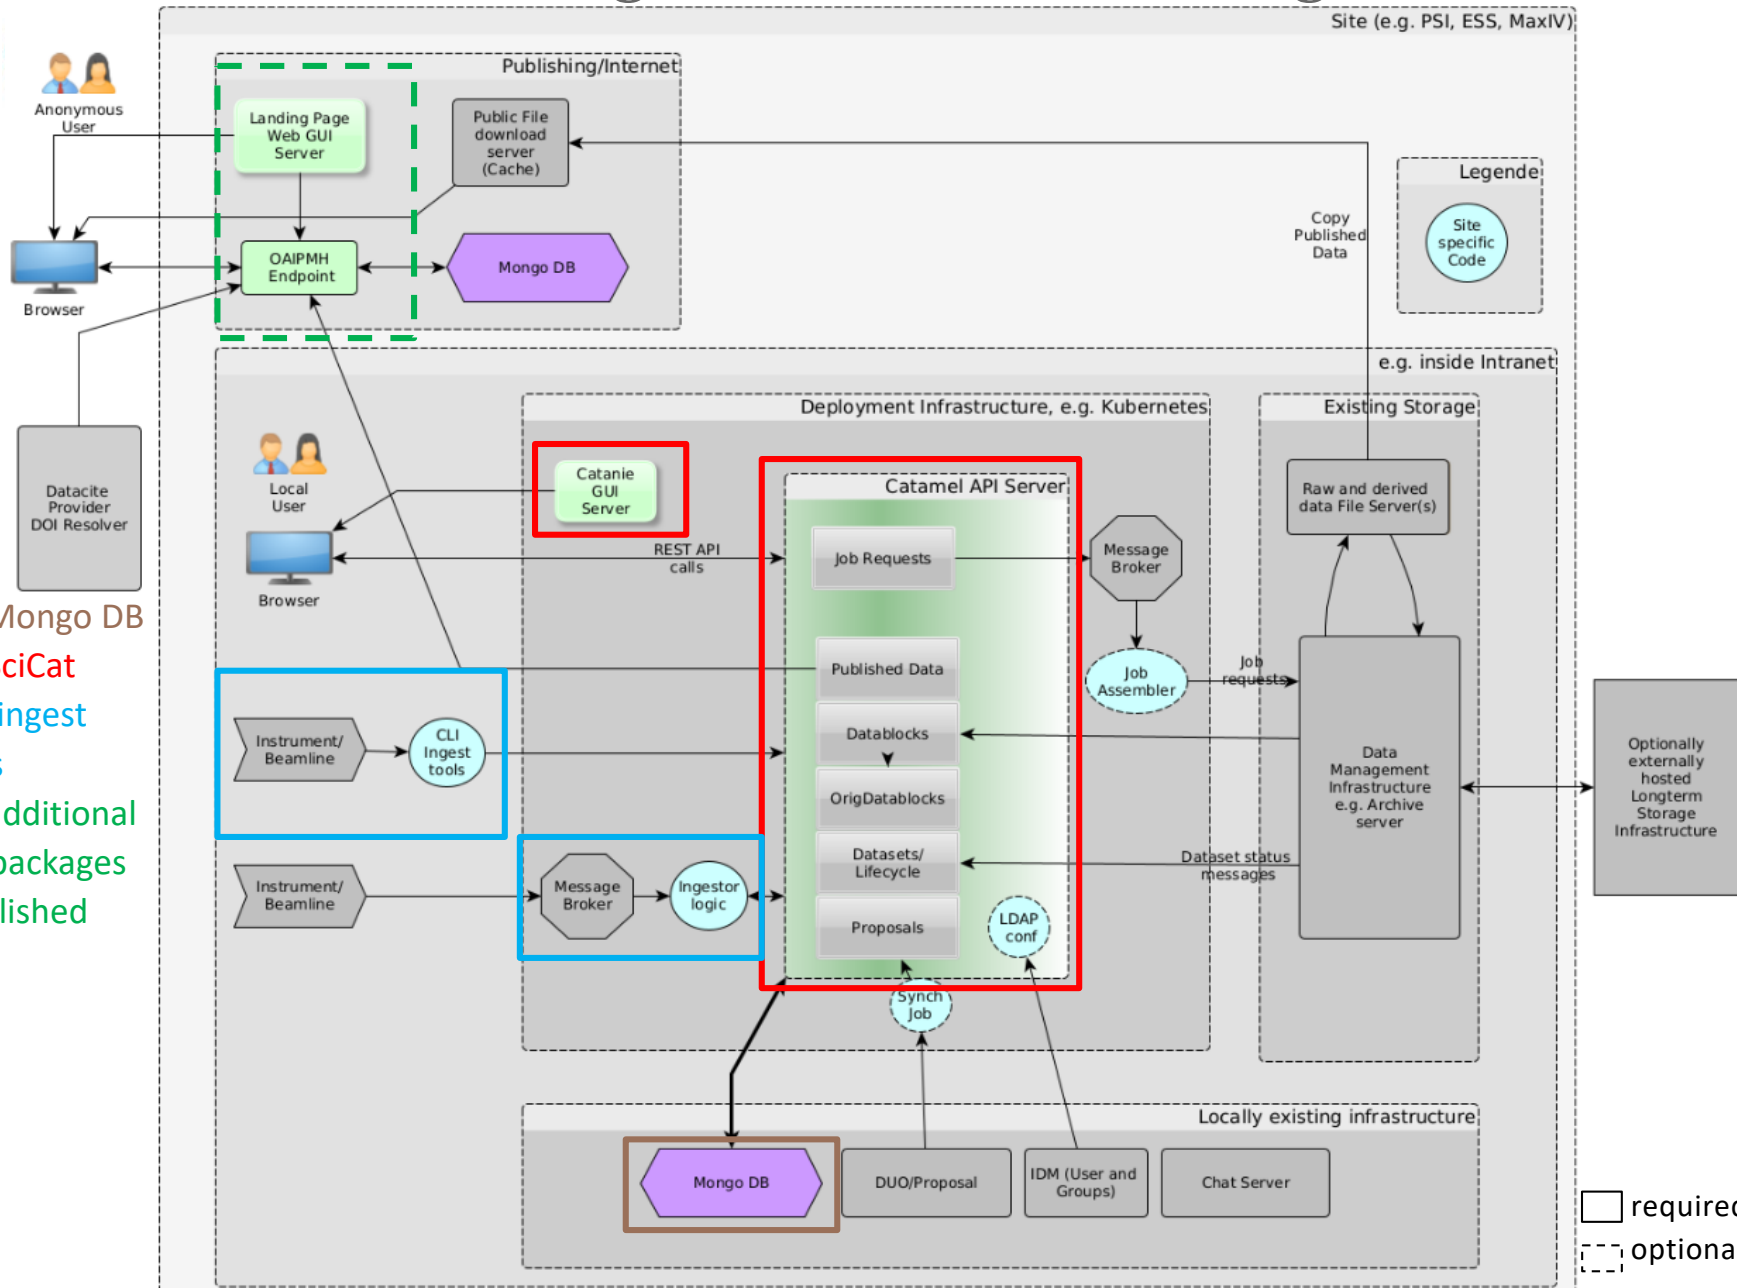 Site (e.g. PSI, ESS, MaxIV)
Publishing/Internet
Anonymous
User
Landing Page
Web GUI
Server
Public File
download
server
(Cache)
Legende
Site
specific
Code
Copy
Published
Data
OAIPMH
Endpoint
Mongo DB
Browser
e.g. inside Intranet
Deployment Infrastructure, e.g. Kubernetes
Existing Storage
Datacite
Provider
DOI Resolver
Local
User
Catanie
GUI
Server
Catamel API Server
Raw and derived
data File Server(s)
REST API
calls
Job Requests
Message
Broker
Browser
Mongo DB
SciCat
ingest
s
additional
packages
lished
Published Data
Job
Assembler
Job
requests
Instrument/
Beamline
CLI
Ingest
tools
Datablocks
OrigDatablocks
Data
Management
Infrastructure
e.g. Archive
server
Optionally
externally
hosted
Longterm
Storage
Infrastructure
Datasets/
Lifecycle
Dataset status
messages
Instrument/
Beamline
Message
Broker
Ingestor
logic
Proposals
LDAP
conf
Synch
Job
Locally existing infrastructure
Mongo DB
DUO/Proposal
IDM (User and
Groups)
Chat Server
required
optiona